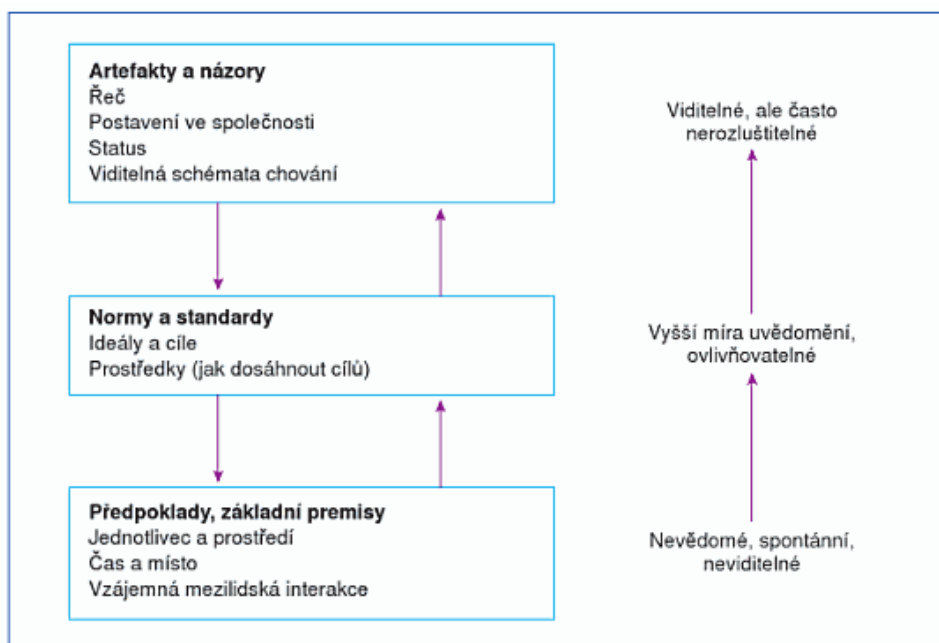 Artefakty a názory
Řeč
Postavení ve společnosti
Status
Viditelná schémata chování
Viditelné, ale často
nerozluštitelné
Normy a standardy
Ideály a cíle
Prostředky (jak dosáhnout cílů)
Vyšší míra uvědomění,
ovlivňovatelné
Předpoklady, základní premisy
Jednotlivec a prostředí
Čas a místo
Vzájemná mezilidská interakce
Nevědomé, spontánní,
neviditelné